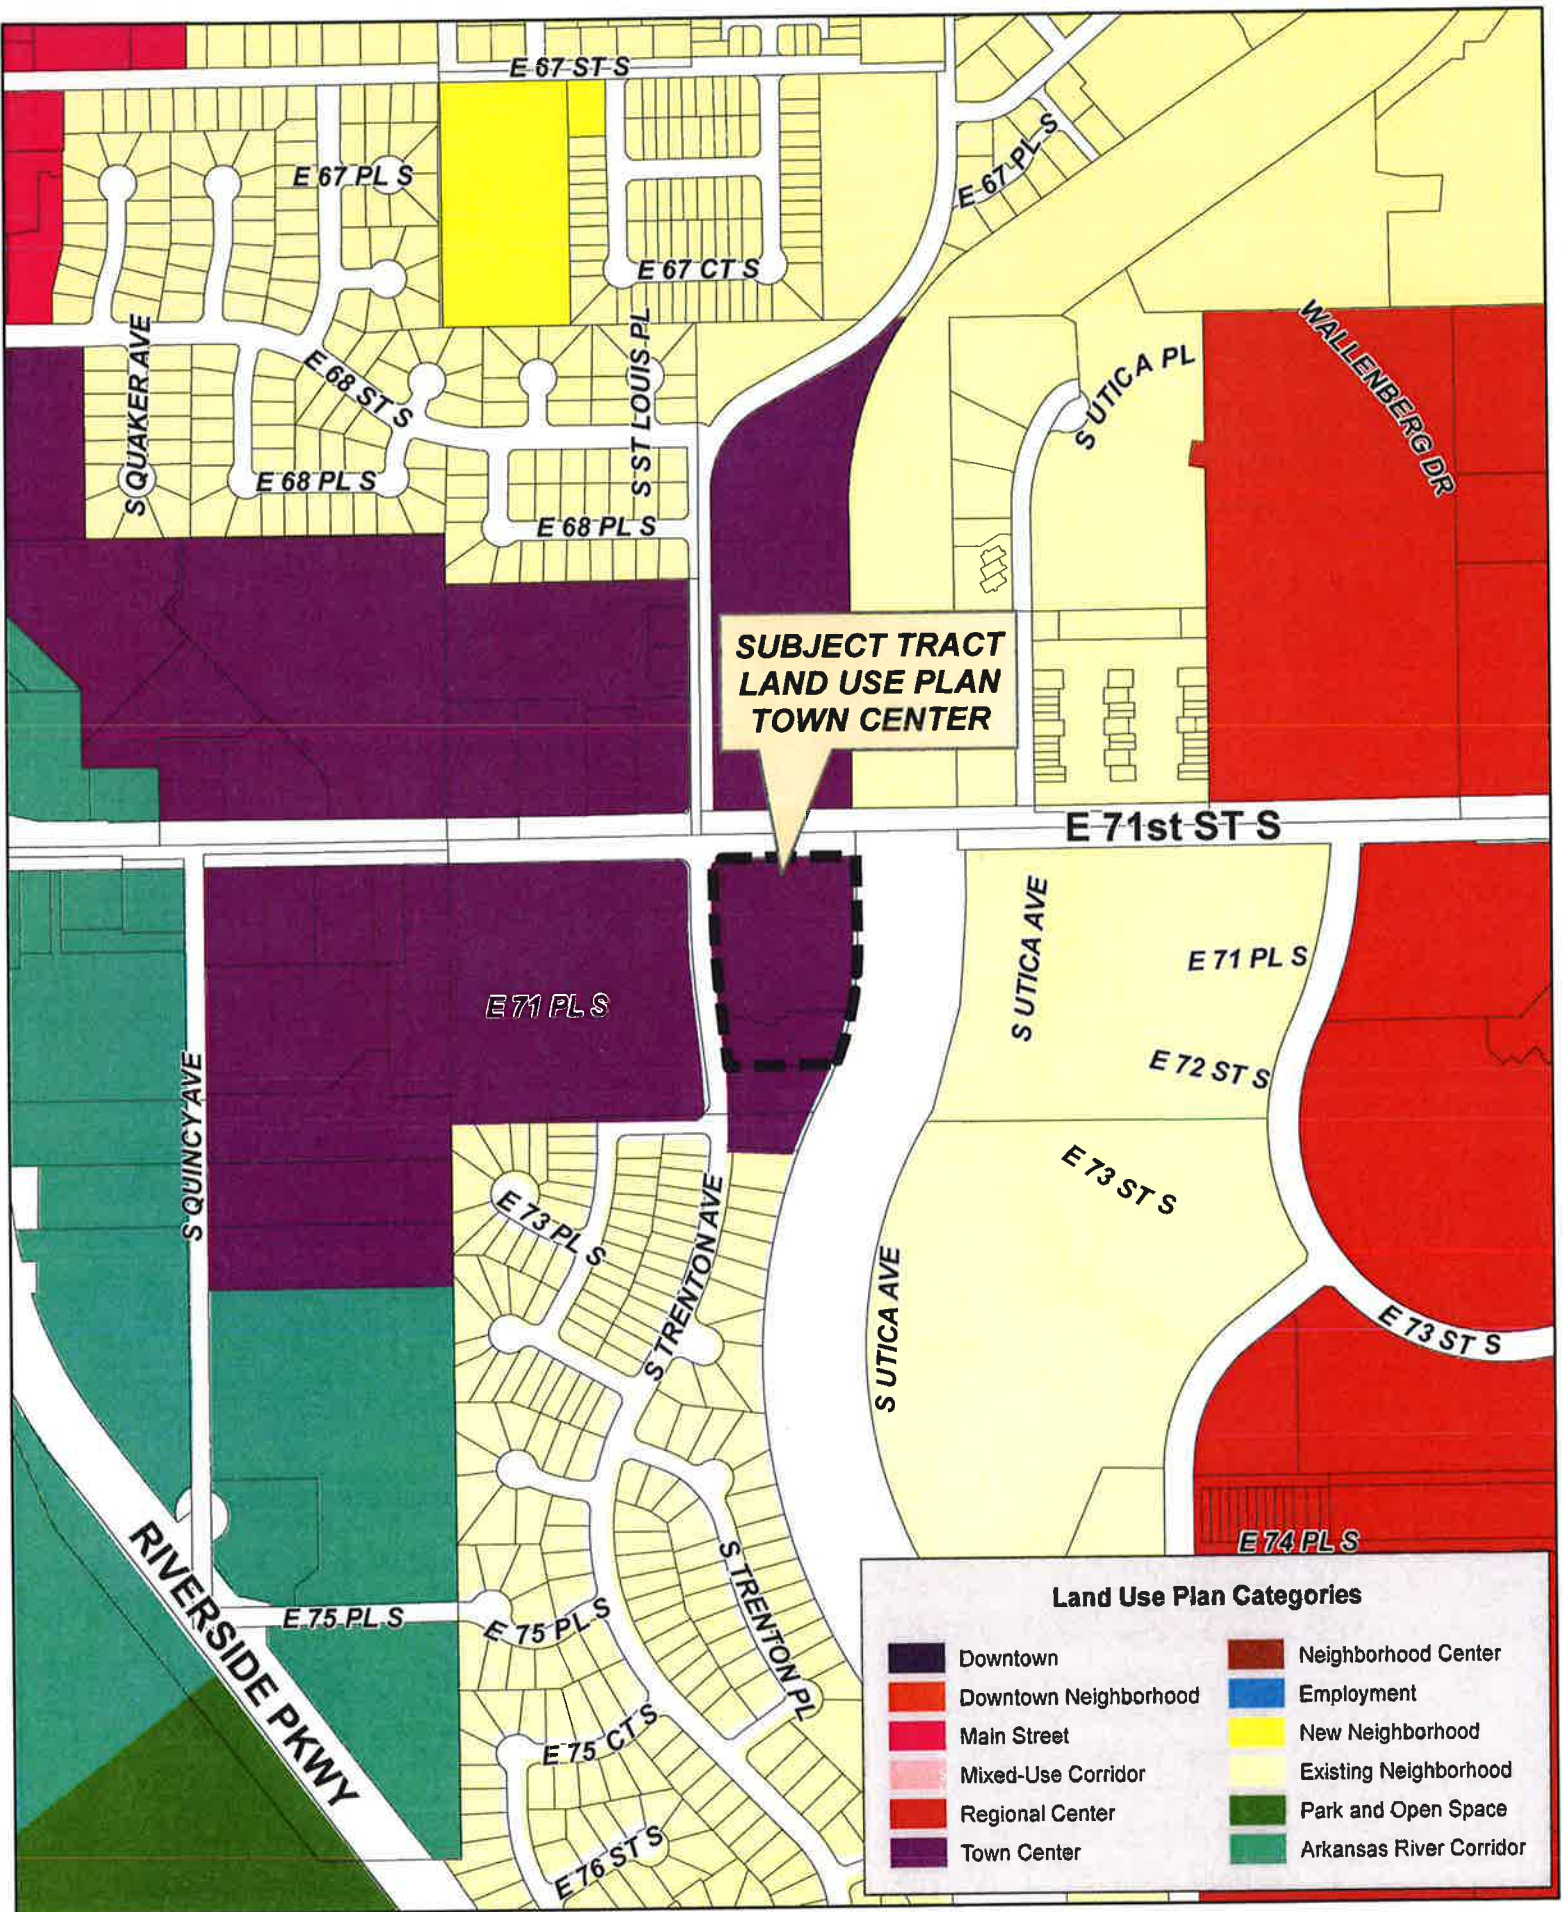 E 67 ST S
E 67 PL S
E 67 PL S
E 67 CT S
S QUAKER AVE
E 68 ST S
S ST LOUIS PL
S UTICA PL
WALLENBERG DR
E 68 PL S
E 68 PL S
SUBJECT TRACT
LAND USE PLAN
TOWN CENTER
E 71st ST S
S UTICA AVE
E 71 PL S
E 71 PL S
E 72 ST S
S QUINCY AVE
E 73 ST S
E 73 PL S
S TRENTON AVE
S UTICA AVE
E 73 ST S
E 74 PL S
RIVERSIDE PKWY
E 75 PL S
E 75 PL S
S TRENTON PL
E 75 CT S
E 76 ST S
Land Use Plan Categories
Downtown
Downtown Neighborhood
Main Street
Mixed-Use Corridor
Regional Center
Town Center
Neighborhood Center
Employment
New Neighborhood
Existing Neighborhood
Park and Open Space
Arkansas River Corridor